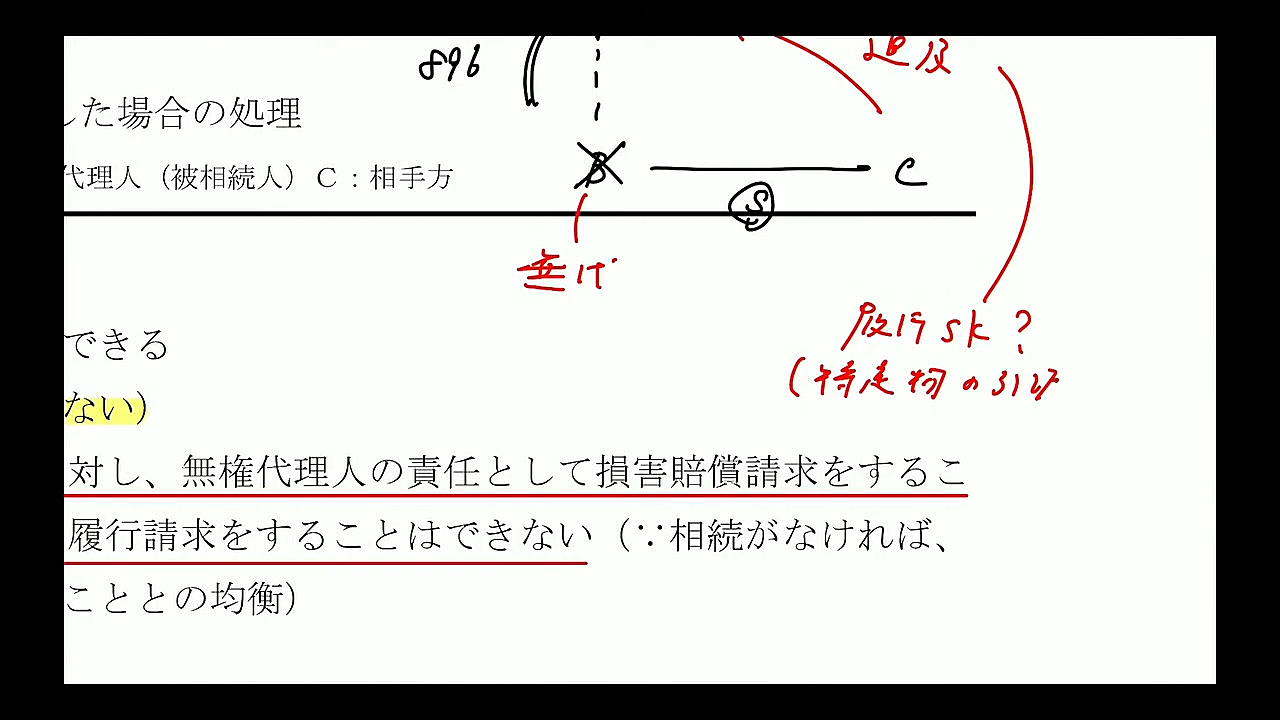 896
追及
した場合の処理
代理人（被相続人）Ｃ：相手方
B
C
S
無代
履行SK？
（特定物の引渡
できる
ない）
対し、無権代理人の責任として損害賠償請求をするこ
履行請求をすることはできない（∵相続がなければ、
こととの均衡）